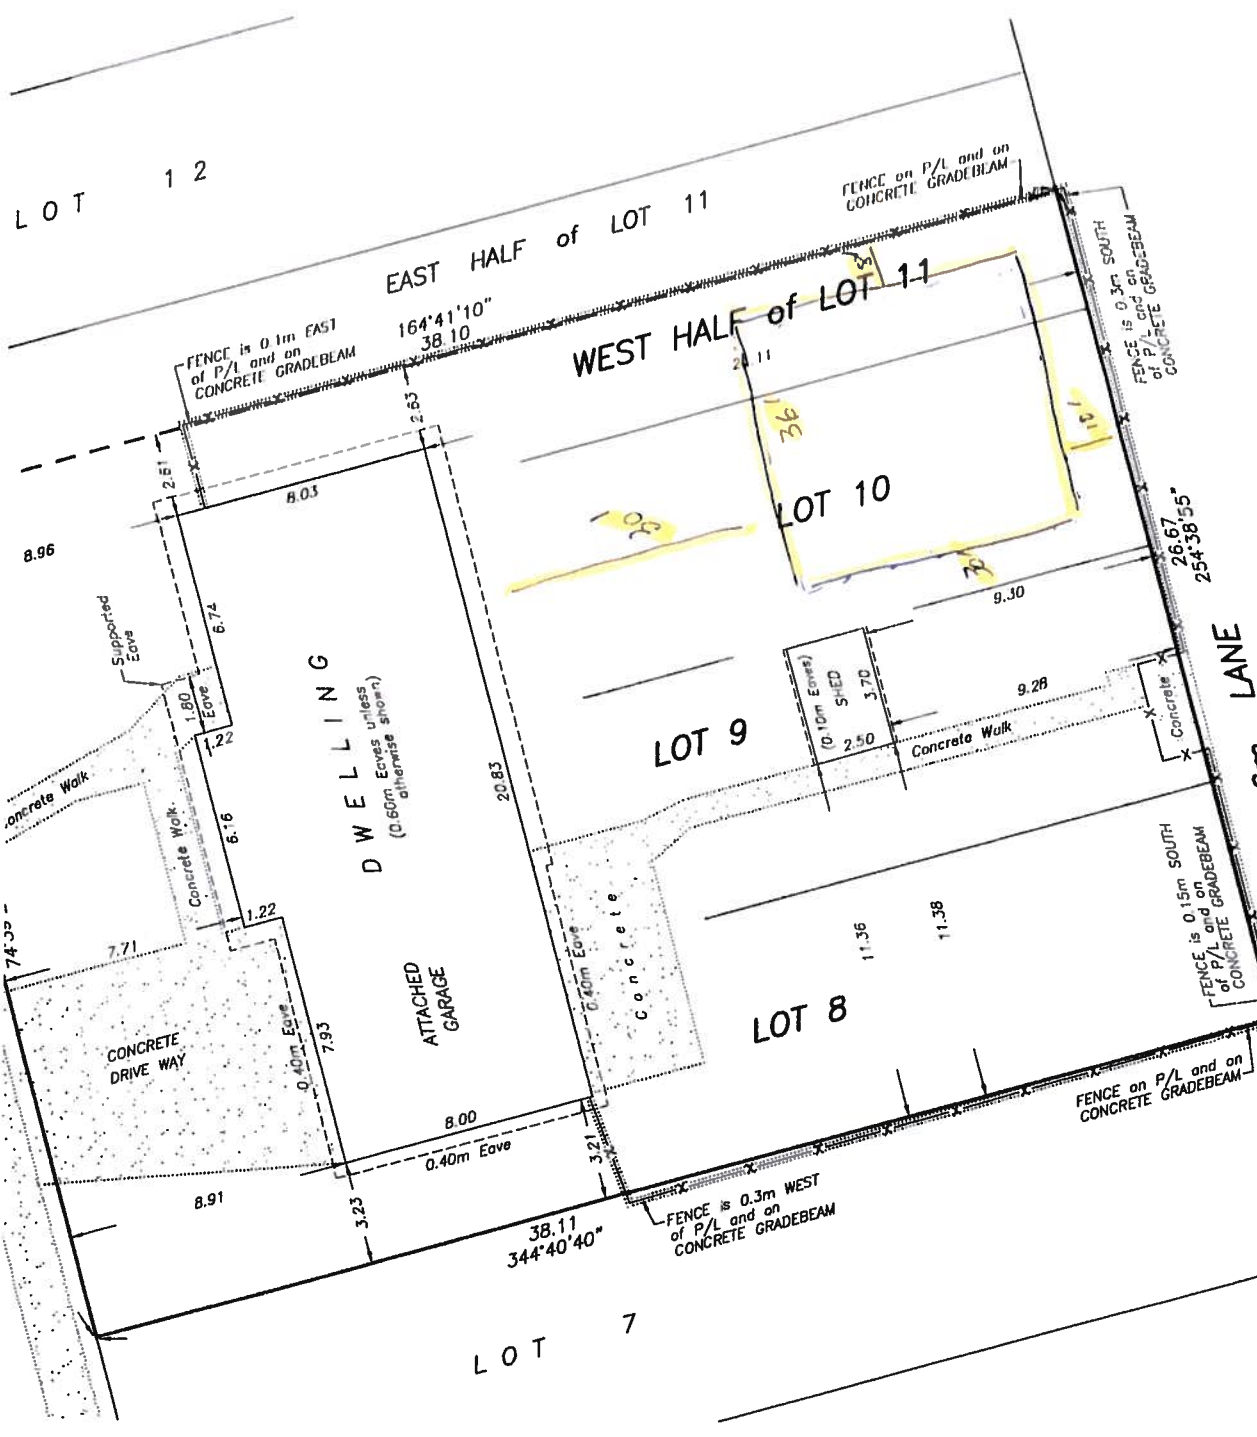 LOT 12
EAST HALF of LOT 11
FENCE on P/L and on
CONCRETE GRADEBEAM
FENCE is 0.3m SOUTH
of P/L and on
CONCRETE GRADEBEAM
164°41'10"
38.10
FENCE is 0.1m EAST
of P/L and on
CONCRETE GRADEBEAM
WEST HALF of LOT 11
36'
10'
2.63
2.61
8.03
8.96
LOT 10
30'
9.30
26.67
254°38'55"
LANE
Supported
Eave
6.74
1.80
Eave
1.22
DWELLING
(0.60m Eaves unless
otherwise shown)
20.83
LOT 9
(0.10m Eaves)
SHED
3.70
2.50
9.28
Concrete Walk
Concrete
Concrete Walk
6.16
1.22
7.71
CONCRETE
DRIVE WAY
0.40m Eave
7.93
ATTACHED
GARAGE
0.40m Eave
Concrete
11.36
11.38
LOT 8
FENCE is 0.15m SOUTH
of P/L and on
CONCRETE GRADEBEAM
FENCE on P/L and on
CONCRETE GRADEBEAM
8.00
0.40m Eave
3.21
3.23
8.91
38.11
344°40'40"
FENCE is 0.3m WEST
of P/L and on
CONCRETE GRADEBEAM
LOT 7